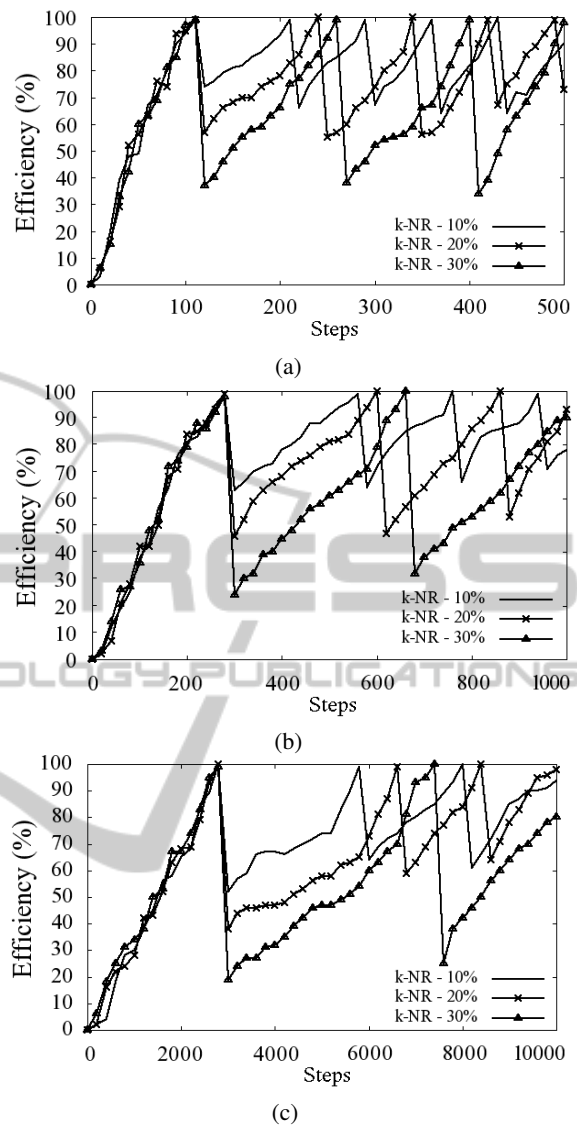 100
90
80
70
60
50
40
30
20
10
0
Efficiency (%)
k-NR - 10%
k-NR - 20%
k-NR - 30%
0 100 200 300 400 500
Steps
(a)
100
90
80
70
60
50
40
30
20
10
0
Efficiency (%)
k-NR - 10%
k-NR - 20%
k-NR - 30%
0 200 400 600 800 1000
Steps
(b)
PRESS
OLOGY PUBLICATIONS
100
90
80
70
60
50
40
30
20
10
0
Efficiency (%)
k-NR - 10%
k-NR - 20%
k-NR - 30%
0 2000 4000 6000 8000 10000
Steps
(c)